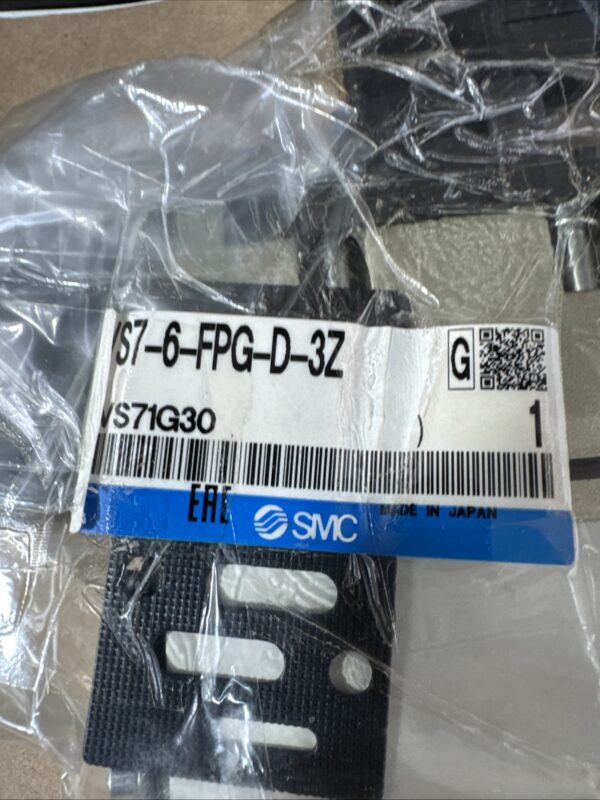 VS7-6-FPG-D-3Z
G
VS71G30
)
1
EAC
SMC
MADE IN JAPAN